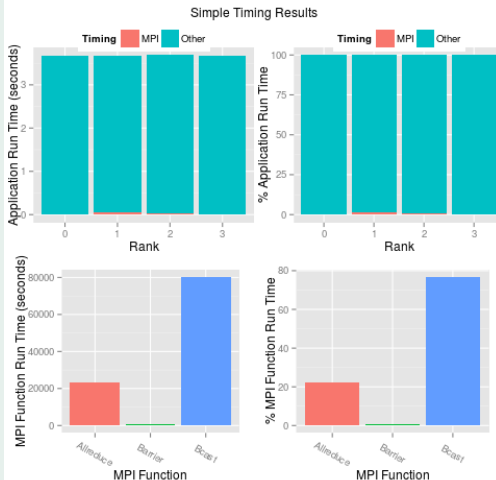 Simple Timing Results
Timing MPI Other
Timing MPI Other
Application Run Time (seconds)
3
2
1
0
0 1 2 3
Rank
% Application Run Time
100
75
50
25
0
0 1 2 3
Rank
MPI Function Run Time (seconds)
80000
60000
40000
20000
0
Allreduce Barrier Bcast
MPI Function
% MPI Function Run Time
80
60
40
20
0
Allreduce Barrier Bcast
MPI Function